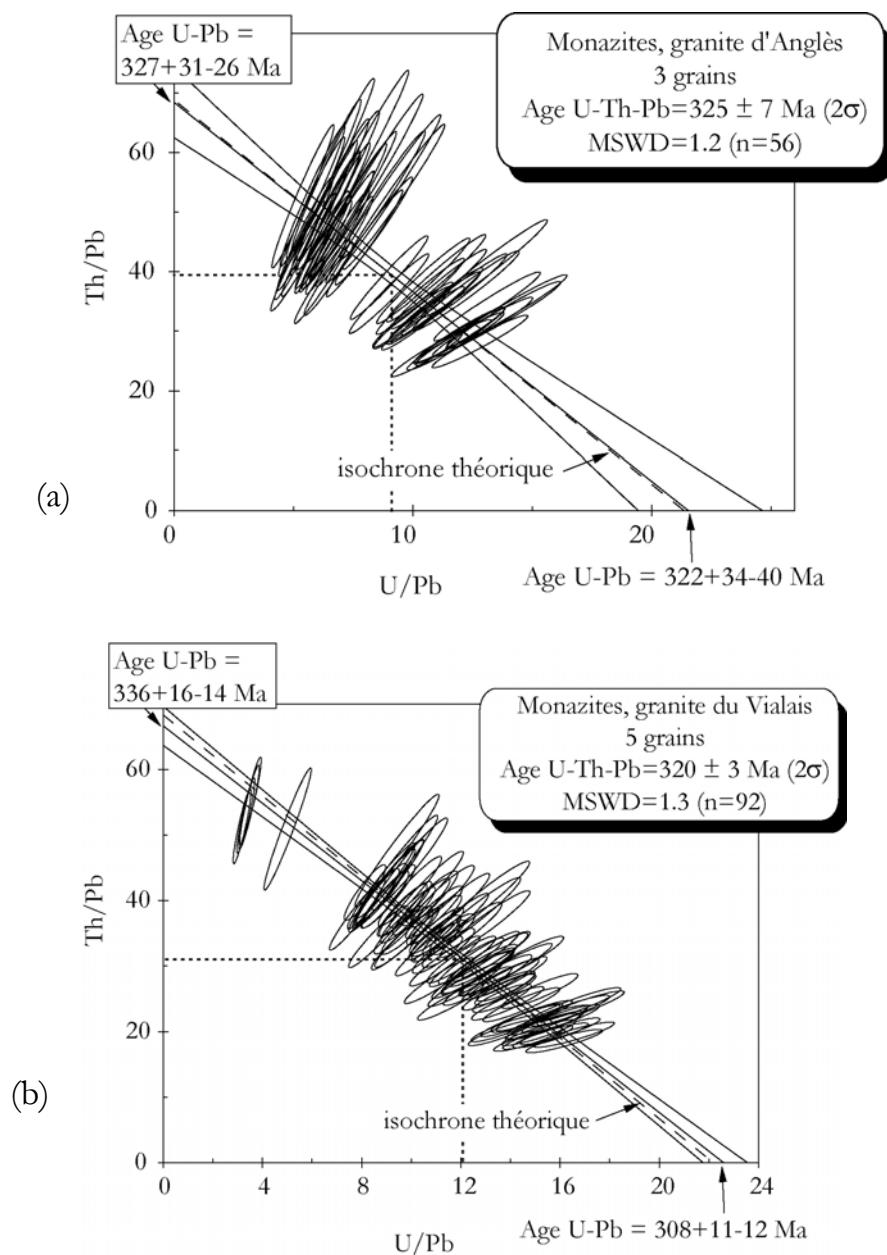 Age U-Pb =
327+31-26 Ma
Monazites, granite d'Anglès
3 grains
Age U-Th-Pb=325 ± 7 Ma (2σ)
MSWD=1.2 (n=56)
60
40
20
0
Th/Pb
isochrone théorique
(a)
0
10
20
U/Pb
Age U-Pb = 322+34-40 Ma
Age U-Pb =
336+16-14 Ma
Monazites, granite du Vialais
5 grains
Age U-Th-Pb=320 ± 3 Ma (2σ)
MSWD=1.3 (n=92)
60
40
20
0
Th/Pb
isochrone théorique
(b)
0
4
8
12
16
20
24
U/Pb
Age U-Pb = 308+11-12 Ma